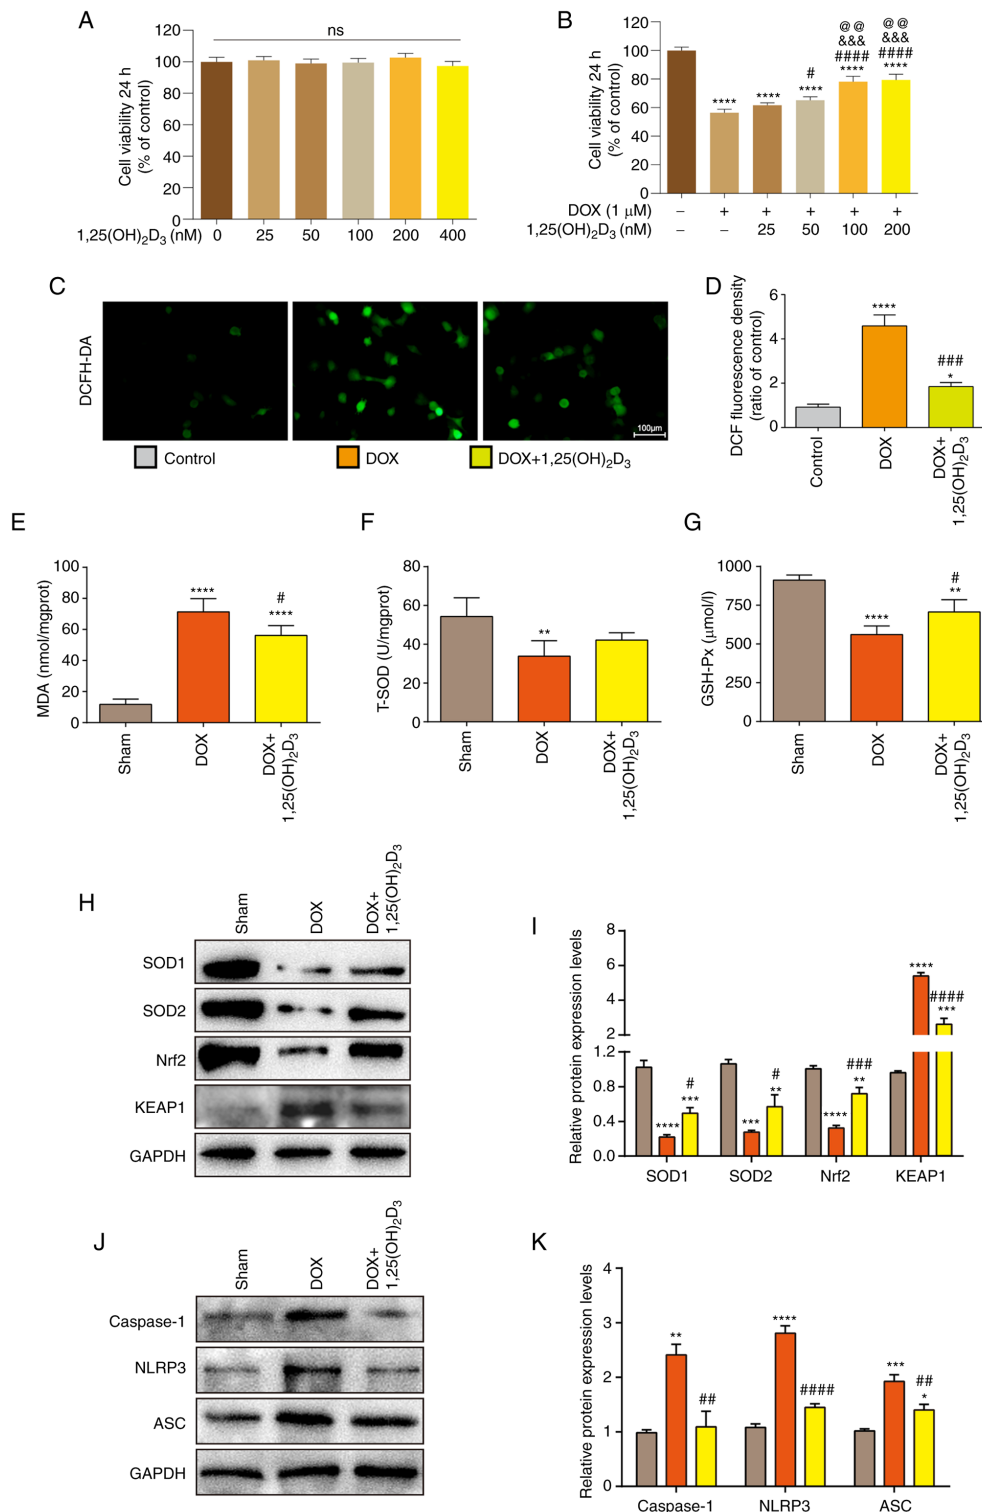 A
ns
Cell viability 24 h
(% of control)
120
100
80
60
40
20
0
1,25(OH)₂D₃ (nM) 0 25 50 100 200 400
B
Cell viability 24 h
(% of control)
120
100
80
60
40
20
0
****
****
#
****
@@
&&&
####
****
@@
&&&
####
****
DOX (1 μM) – + + + + +
1,25(OH)₂D₃ (nM) – – 25 50 100 200
C
DCFH-DA
100μm
Control
DOX
DOX+1,25(OH)₂D₃
D
DCF fluorescence density
(ratio of control)
6
4
2
0
****
###
*
Control
DOX
DOX+
1,25(OH)₂D₃
E
MDA (nmol/mgprot)
100
80
60
40
20
0
****
#
****
Sham
DOX
DOX+
1,25(OH)₂D₃
F
T-SOD (U/mgprot)
80
60
40
20
0
**
Sham
DOX
DOX+
1,25(OH)₂D₃
G
GSH-Px (μmol/l)
1000
750
500
250
0
****
#
**
Sham
DOX
DOX+
1,25(OH)₂D₃
H
Sham
DOX
DOX+
1,25(OH)₂D₃
SOD1
SOD2
Nrf2
KEAP1
GAPDH
I
Relative protein expression levels
8
6
4
2
1.2
0.8
0.4
0.0
****
#
***
***
#
**
****
###
**
****
####
***
SOD1 SOD2 Nrf2 KEAP1
J
Sham
DOX
DOX+
1,25(OH)₂D₃
Caspase-1
NLRP3
ASC
GAPDH
K
Relative protein expression levels
4
3
2
1
0
**
##
****
####
***
##
*
Caspase-1 NLRP3 ASC